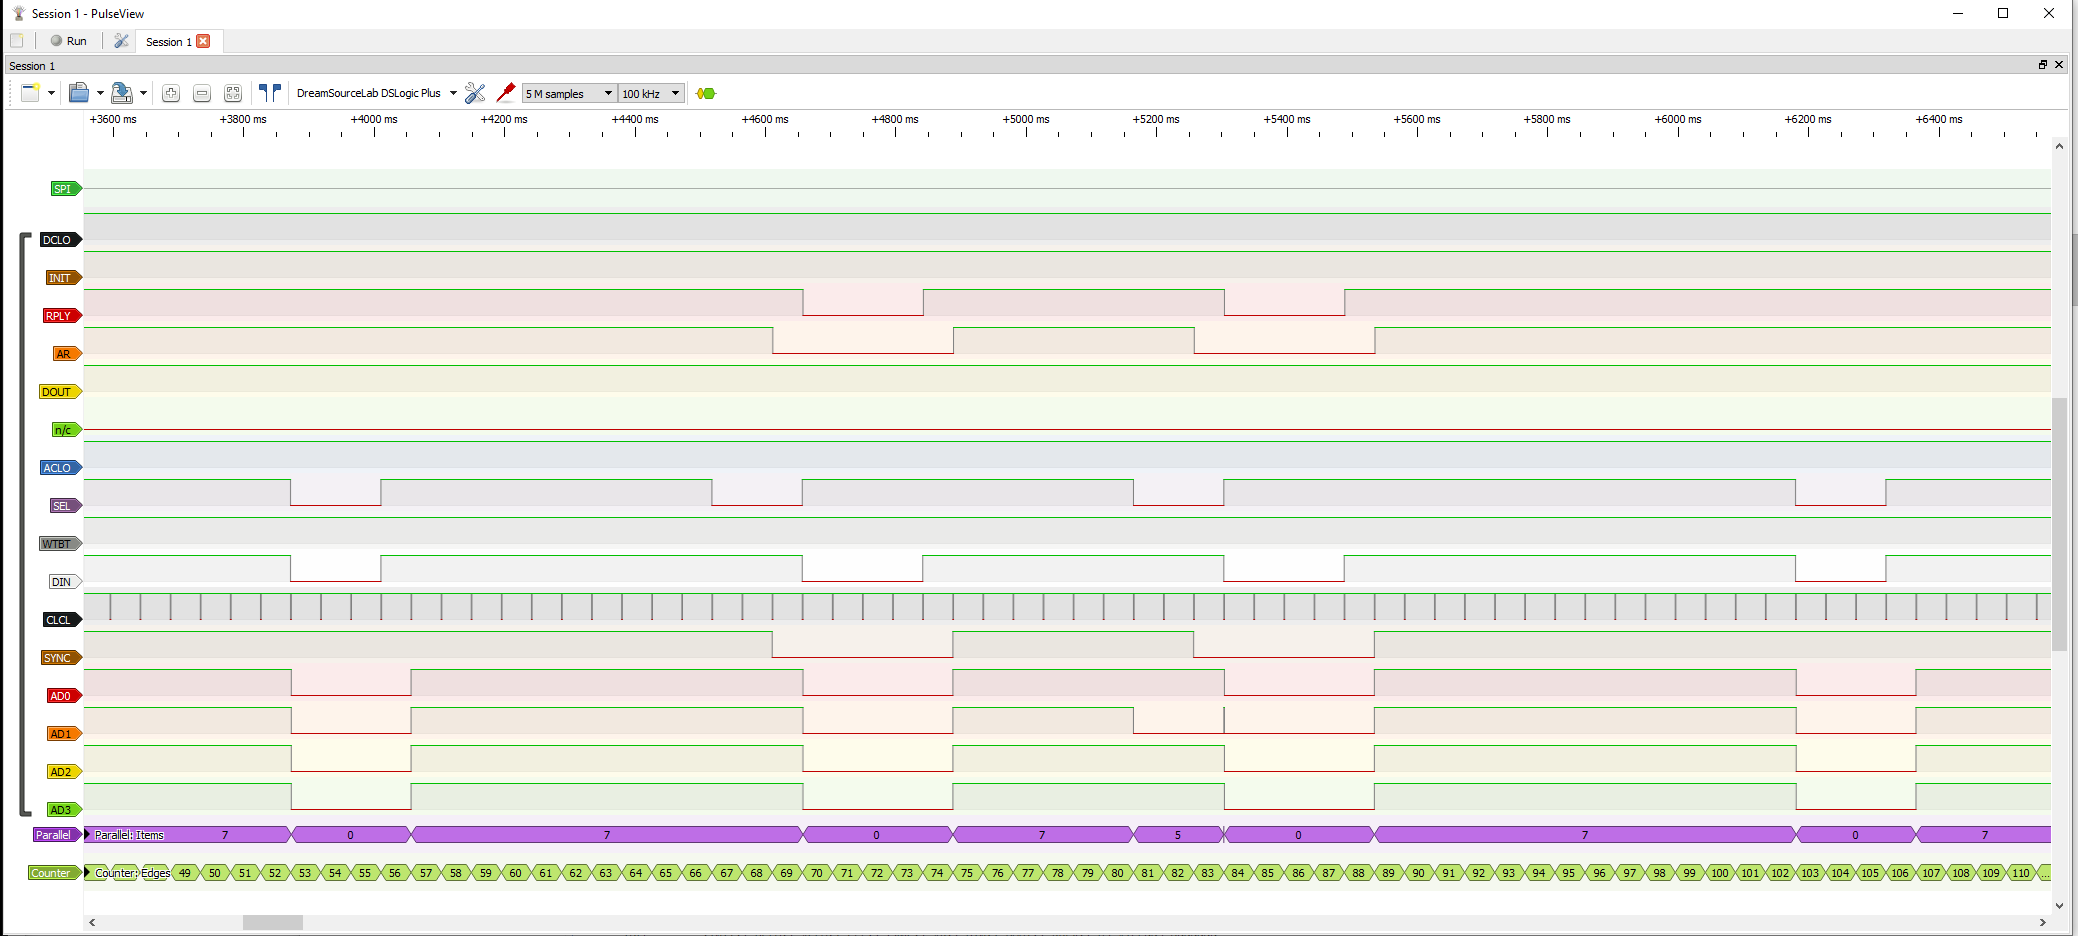 Session 1 - PulseView
Run Session 1
Session 1
DreamSourceLab DSLogic Plus 5 M samples 100 kHz
+3600 ms +3800 ms +4000 ms +4200 ms +4400 ms +4600 ms +4800 ms +5000 ms +5200 ms +5400 ms +5600 ms +5800 ms +6000 ms +6200 ms +6400 ms
SPI
DCLO
INIT
RPLY
AR
DOUT
n/c
ACLO
SEL
WTBT
DIN
CLCL
SYNC
AD0
AD1
AD2
AD3
Parallel Parallel: Items 7 0 7 0 7 5 0 7 0 7
Counter Counter: Edges 49 50 51 52 53 54 55 56 57 58 59 60 61 62 63 64 65 66 67 68 69 70 71 72 73 74 75 76 77 78 79 80 81 82 83 84 85 86 87 88 89 90 91 92 93 94 95 96 97 98 99 100 101 102 103 104 105 106 107 108 109 110 ...